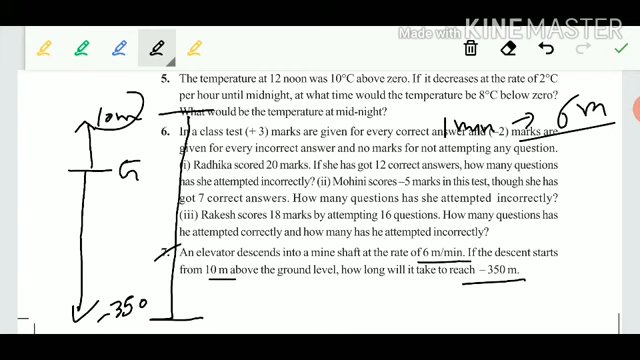 Made with KINEMASTER
5. The temperature at 12 noon was 10°C above zero. If it decreases at the rate of 2°C
per hour until midnight, at what time would the temperature be 8°C below zero?
What would be the temperature at mid-night?
10m
1 min → 6 m
6. In a class test (+ 3) marks are given for every correct answer and (–2) marks are
given for every incorrect answer and no marks for not attempting any question.
(i) Radhika scored 20 marks. If she has got 12 correct answers, how many questions
has she attempted incorrectly? (ii) Mohini scores –5 marks in this test, though she has
got 7 correct answers. How many questions has she attempted incorrectly?
(iii) Rakesh scores 18 marks by attempting 16 questions. How many questions has
he attempted correctly and how many has he attempted incorrectly?
G
7. An elevator descends into a mine shaft at the rate of 6 m/min. If the descent starts
from 10 m above the ground level, how long will it take to reach – 350 m.
-350